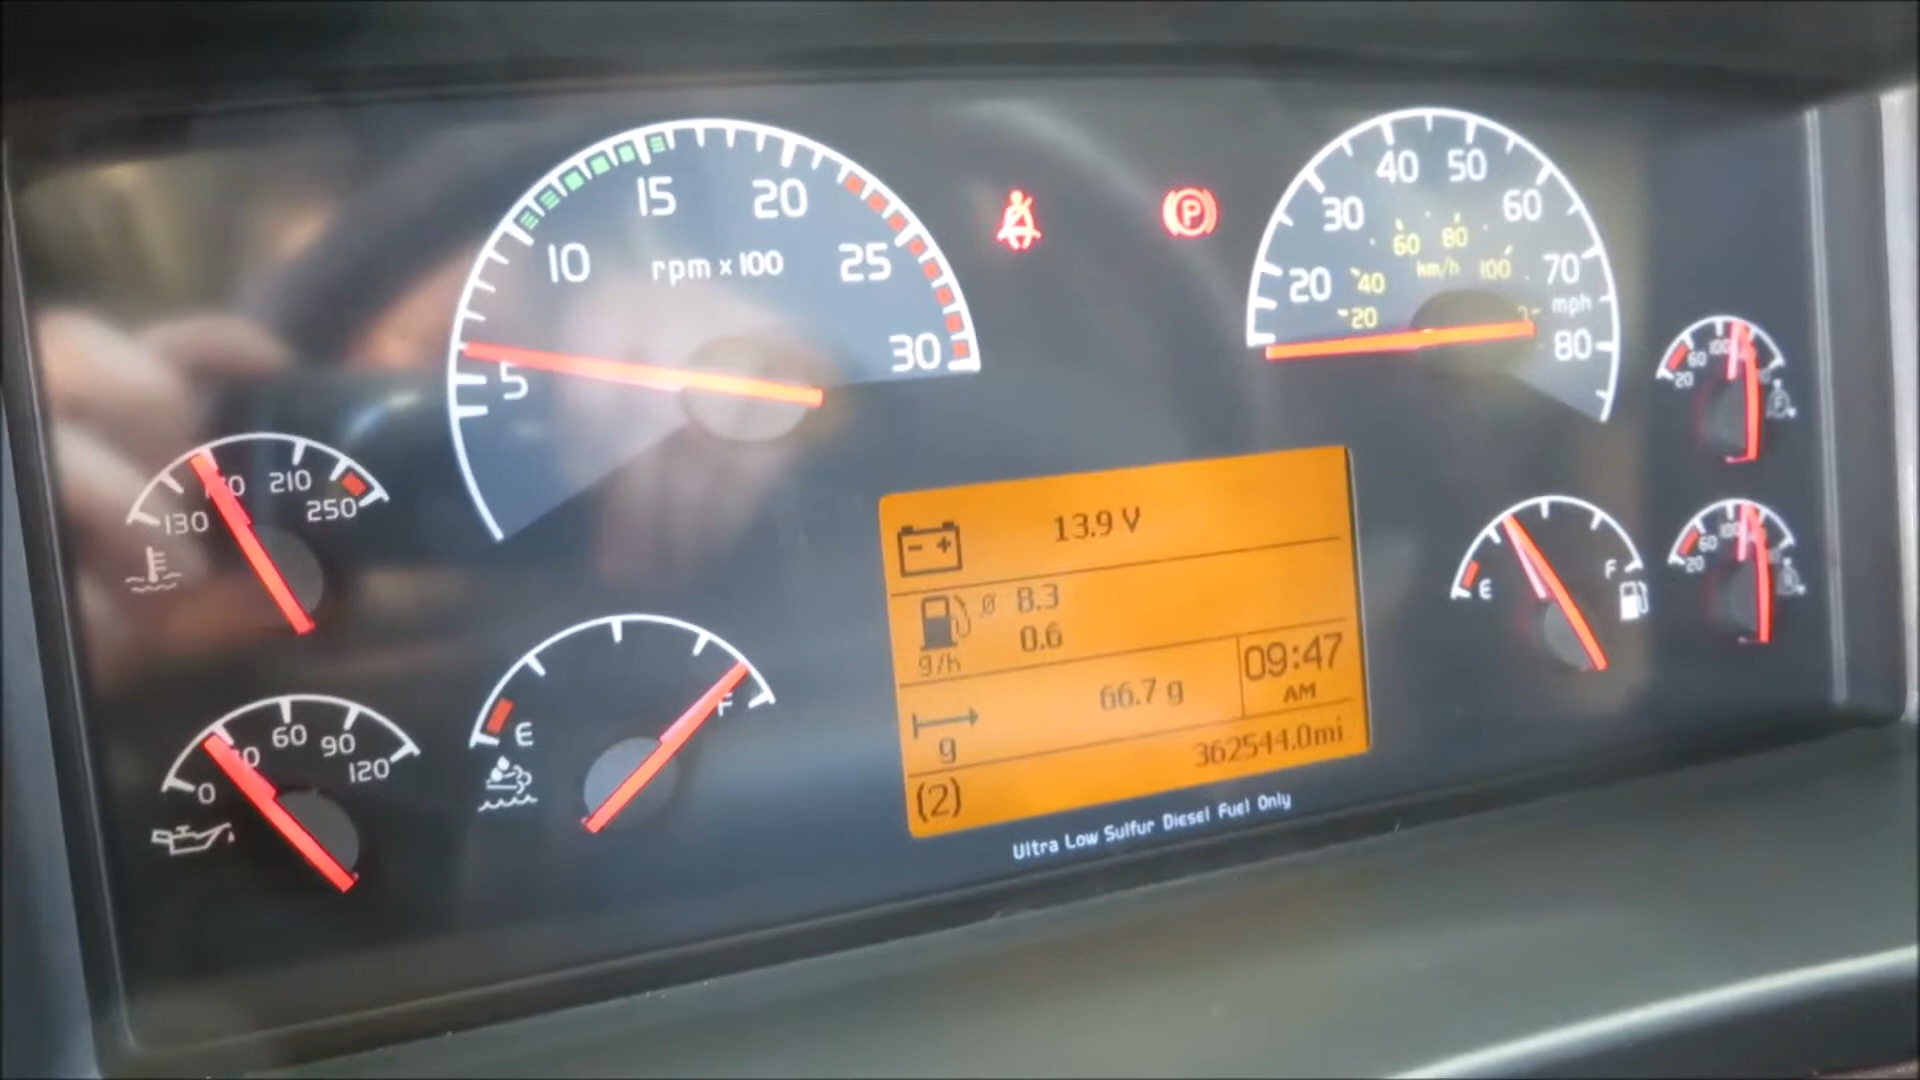 15 20
10 25
rpm x 100
5 30
40 50
30 60
20 70
80
mph
60 80
40 km/h 100
20
130 210 250
0 60 90 120
E F
13.9 V
ø 8.3
0.6
g/h
66.7 g
09:47
AM
g
362544.0mi
(2)
Ultra Low Sulfur Diesel Fuel Only
E F
20 60 100
20 60 100
P